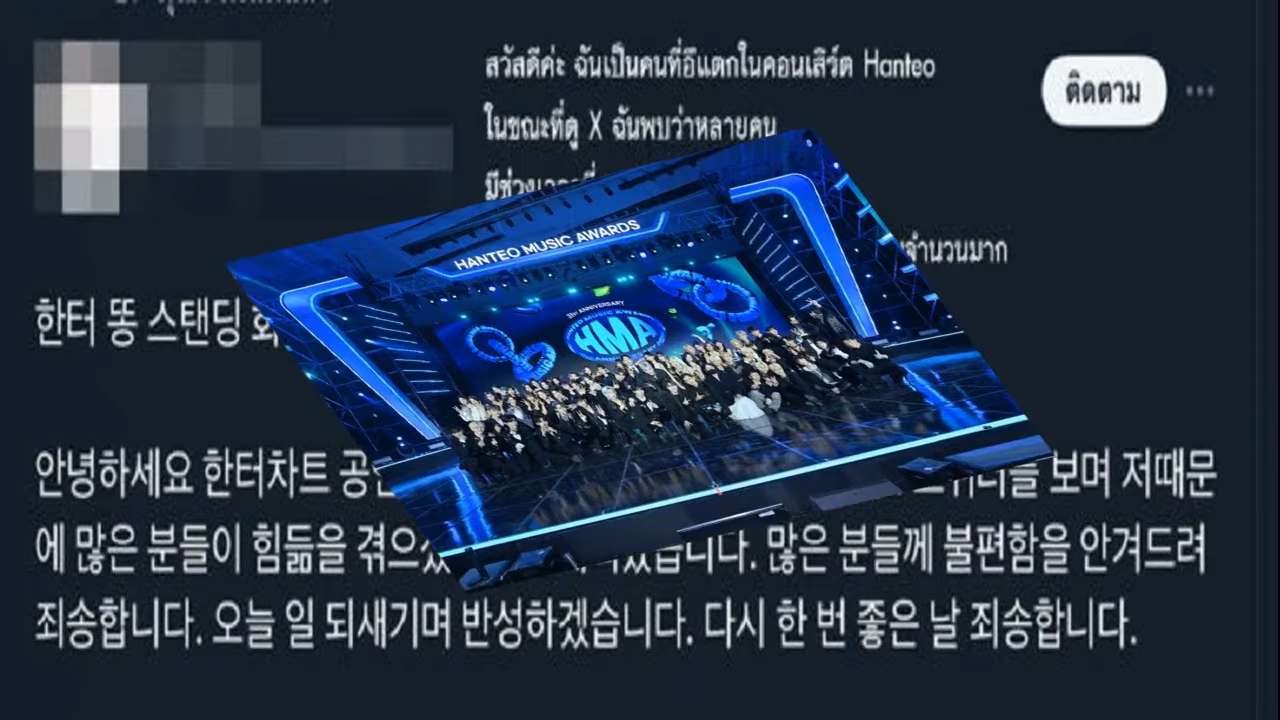 สวัสดีค่ะ ฉันเป็นคนที่อึแตกในคอนเสิร์ต Hanteo
ในขณะที่ดู X ฉันพบว่าหลายคน
ติดตาม
จำนวนมาก
HANTEO MUSIC AWARDS
30TH ANNIVERSARY
HMA
한터 똥 스탠딩
안녕하세요 한터차트 보며 저때문
에 많은 분들이 힘듦을 많은 분들께 불편함을 안겨드려
죄송합니다. 오늘 일 되새기며 반성하겠습니다. 다시 한 번 좋은 날 죄송합니다.